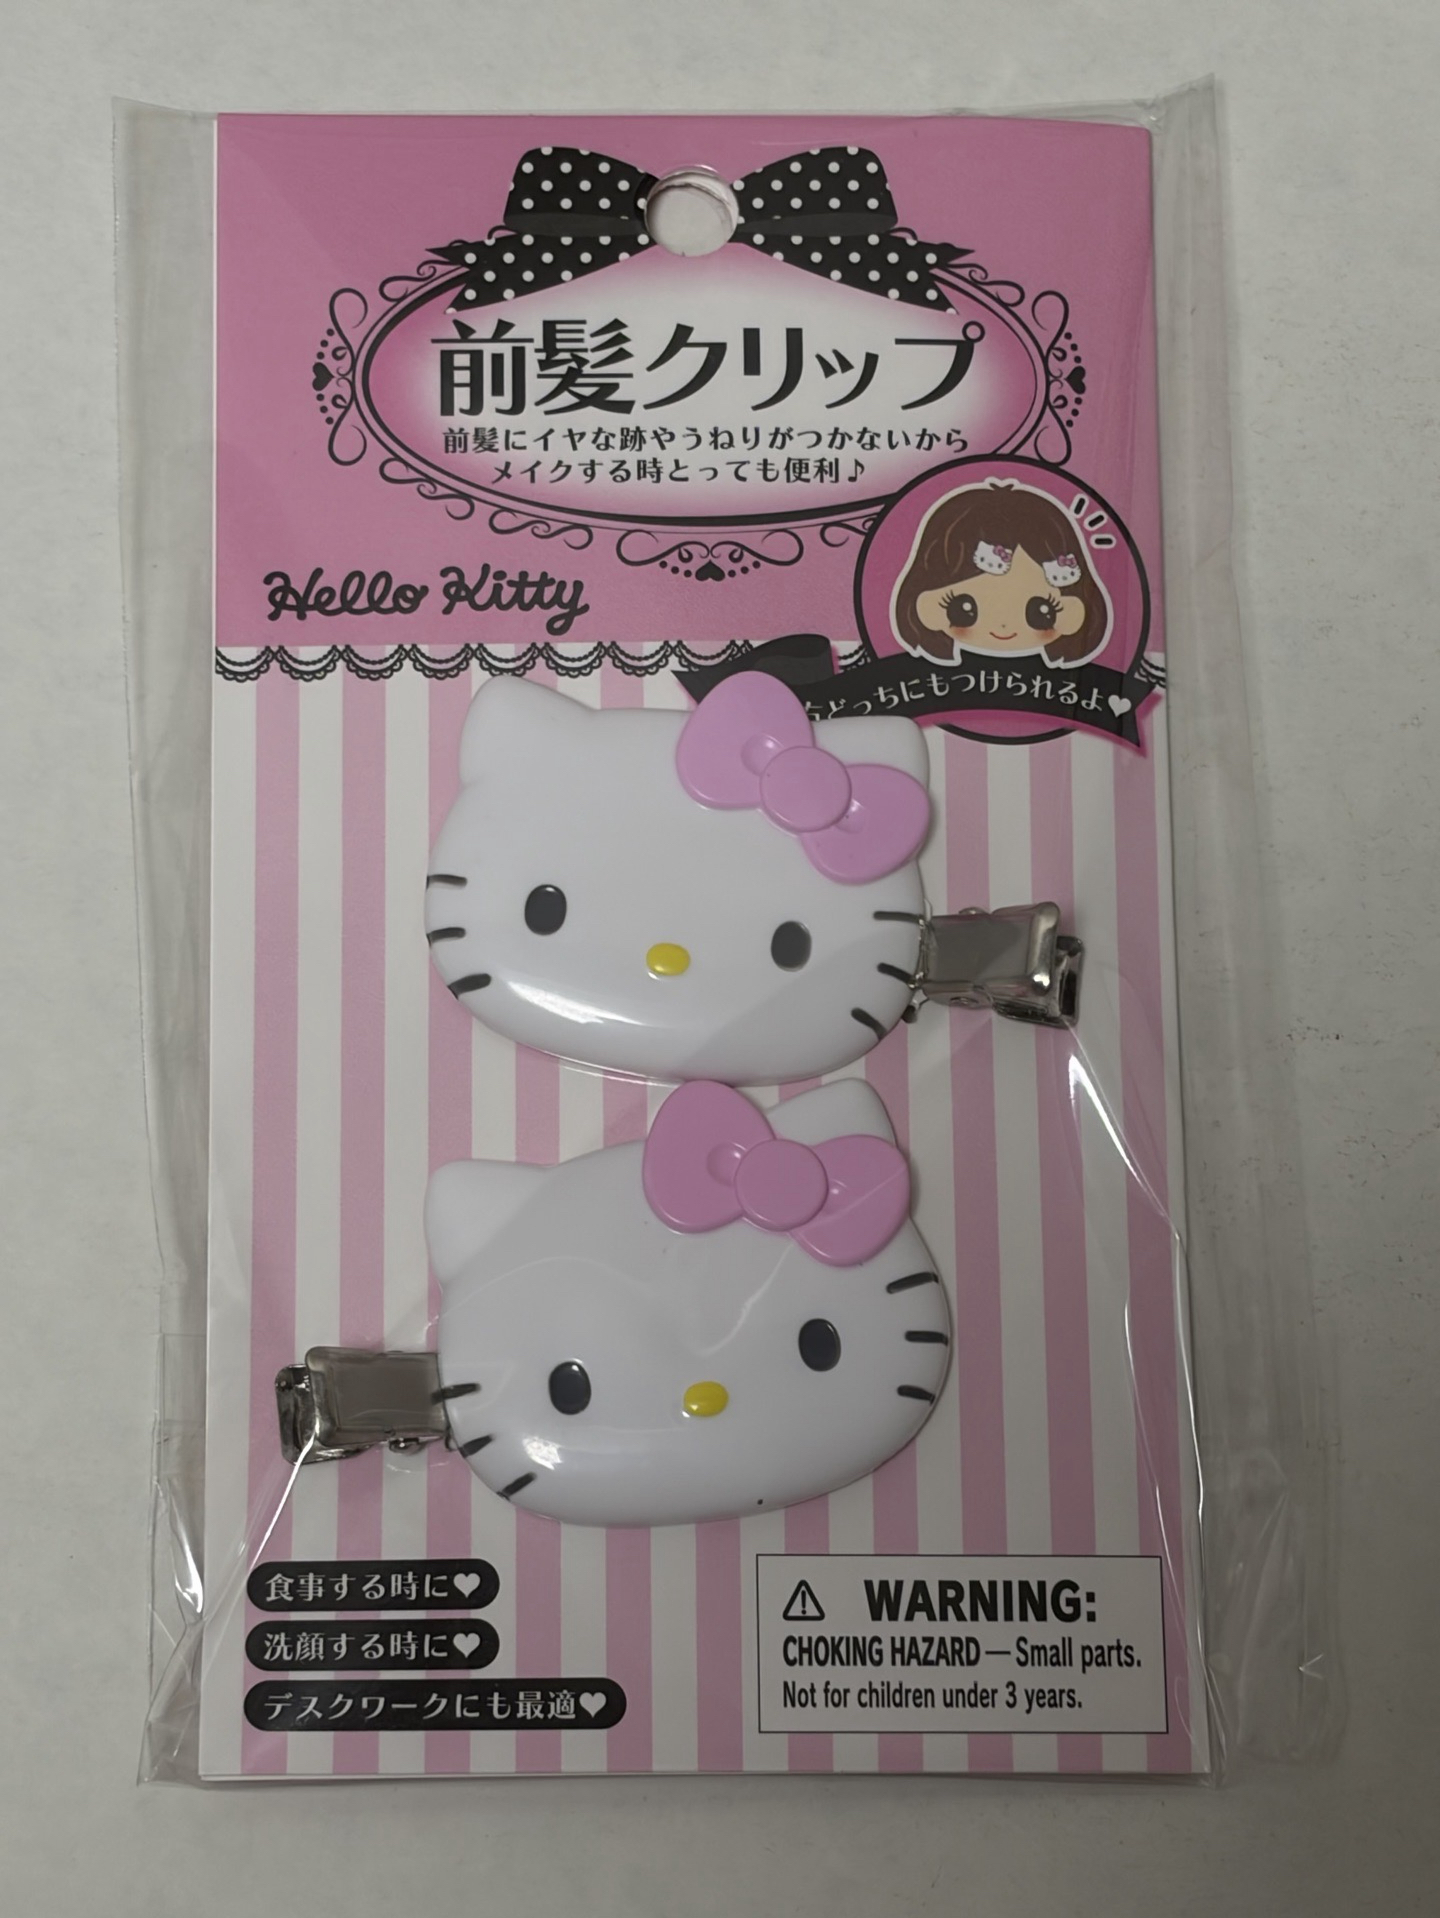 前髪クリップ
前髪にイヤな跡やうねりがつかないから
メイクする時とっても便利♪
Hello Kitty
右どっちにもつけられるよ♥
食事する時に♥
洗顔する時に♥
デスクワークにも最適♥
⚠ WARNING:
CHOKING HAZARD — Small parts.
Not for children under 3 years.